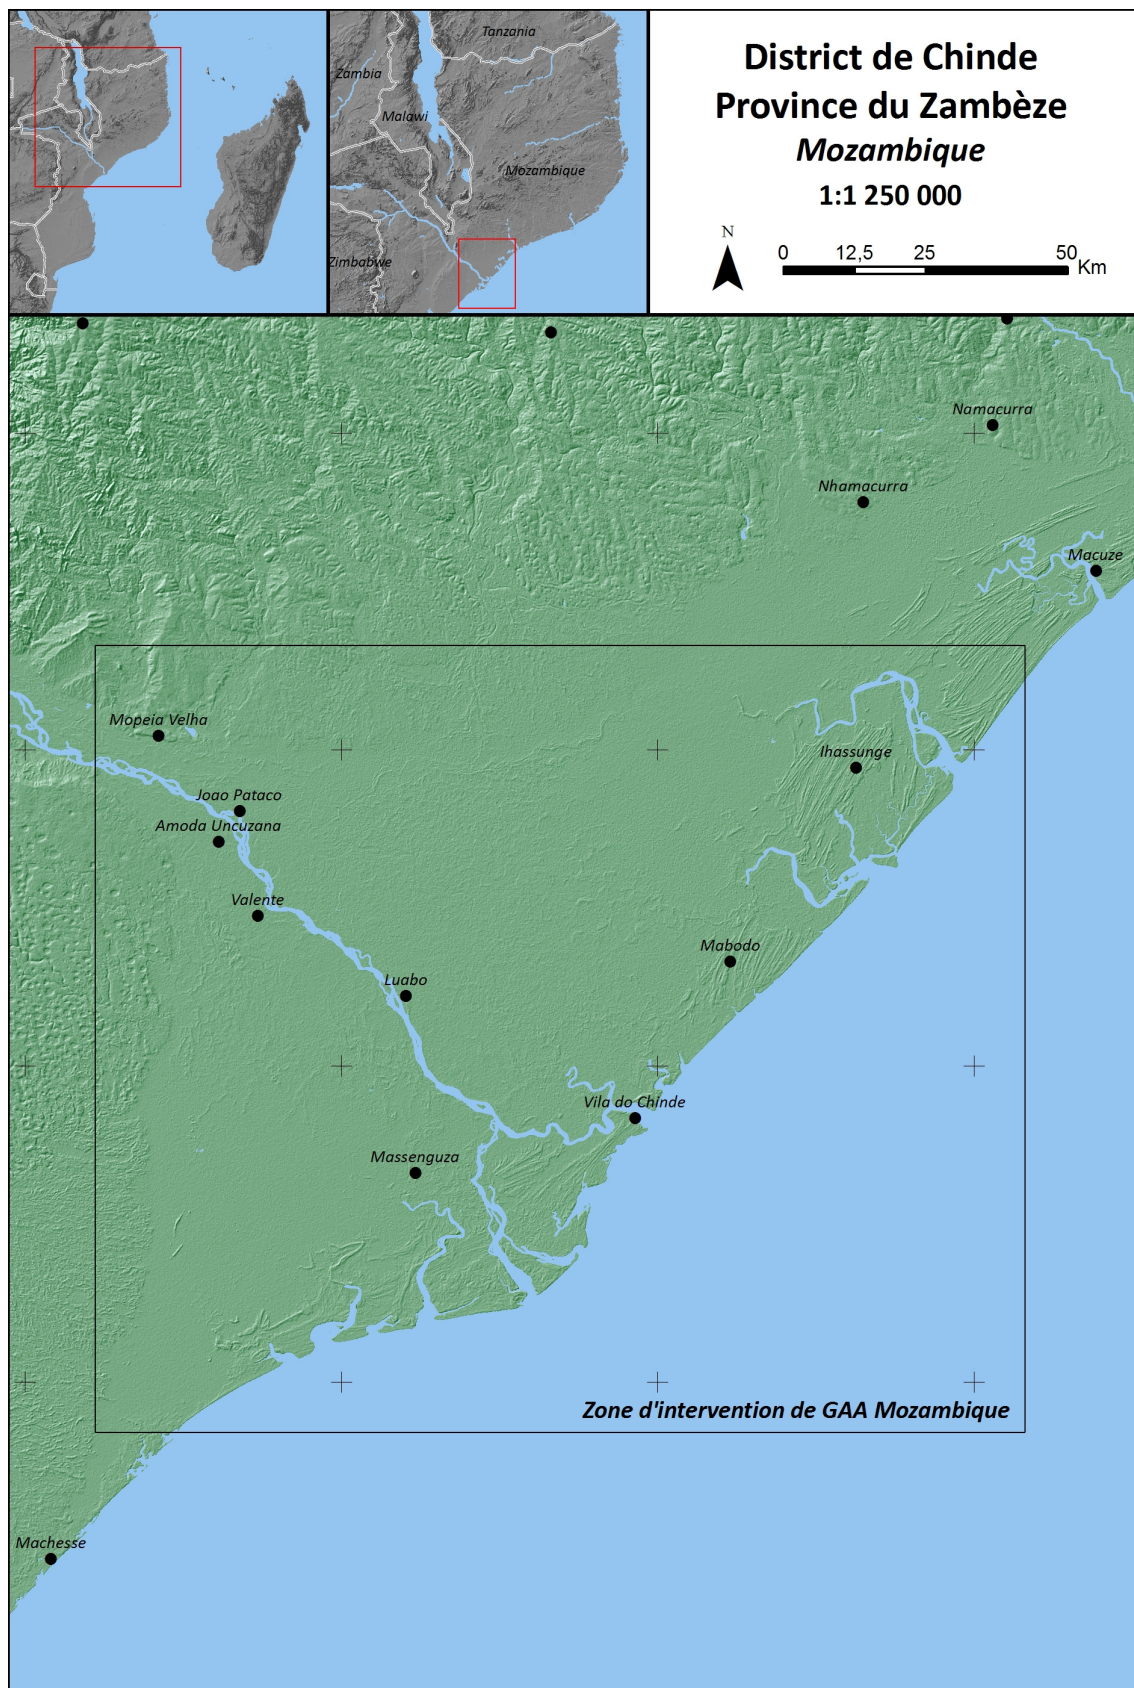 Tanzania
Zambia
Malawi
Mozambique
Zimbabwe
District de Chinde
Province du Zambèze
Mozambique
1:1 250 000
N
0 12,5 25 50
Km
Namacurra
Nhamacurra
Macuze
Mopeia Velha
Ihassunge
Joao Pataco
Amoda Uncuzana
Valente
Mabodo
Luabo
Vila do Chinde
Massenguza
Zone d'intervention de GAA Mozambique
Machesse